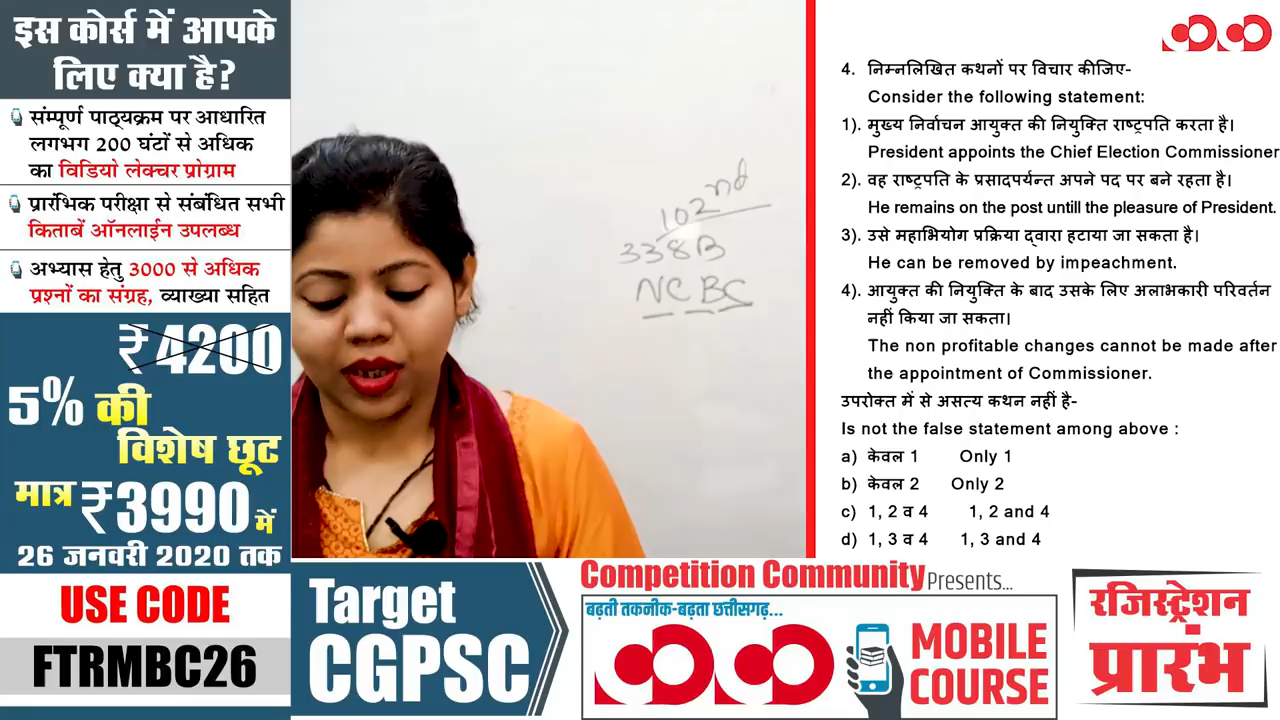 इस कोर्स में आपके
लिए क्या है?
संम्पूर्ण पाठ्यक्रम पर आधारित
लगभग 200 घंटों से अधिक
का विडियो लेक्चर प्रोग्राम
प्रारंभिक परीक्षा से संबंधित सभी
किताबें ऑनलाईन उपलब्ध
अभ्यास हेतु 3000 से अधिक
प्रश्नों का संग्रह, व्याख्या सहित
₹4200
5% की
विशेष छूट
मात्र ₹3990 में
26 जनवरी 2020 तक
USE CODE
FTRMBC26
102nd
338B
NCBC
4. निम्नलिखित कथनों पर विचार कीजिए-
Consider the following statement:
1). मुख्य निर्वाचन आयुक्त की नियुक्ति राष्ट्रपति करता है।
President appoints the Chief Election Commissioner
2). वह राष्ट्रपति के प्रसादपर्यन्त अपने पद पर बने रहता है।
He remains on the post untill the pleasure of President.
3). उसे महाभियोग प्रक्रिया द्वारा हटाया जा सकता है।
He can be removed by impeachment.
4). आयुक्त की नियुक्ति के बाद उसके लिए अलाभकारी परिवर्तन
नहीं किया जा सकता।
The non profitable changes cannot be made after
the appointment of Commissioner.
उपरोक्त में से असत्य कथन नहीं है-
Is not the false statement among above :
a) केवल 1 Only 1
b) केवल 2 Only 2
c) 1, 2 व 4 1, 2 and 4
d) 1, 3 व 4 1, 3 and 4
Target
CGPSC
Competition Community Presents...
बढ़ती तकनीक-बढ़ता छत्तीसगढ़...
MOBILE
COURSE
रजिस्ट्रेशन
प्रारंभ